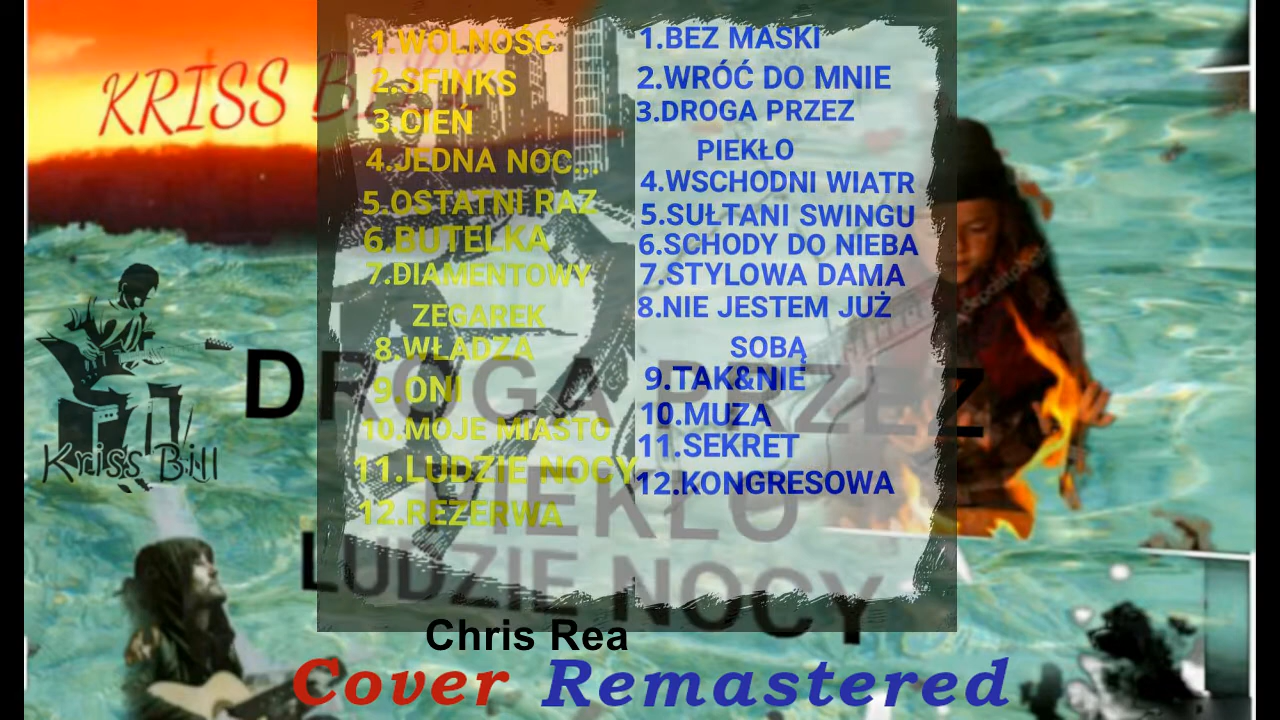 KRİSS BILL
1.WOLNOŚĆ
2.SFINKS
3.CIEŃ
4.JEDNA NOC...
5.OSTATNI RAZ
6.BUTELKA
7.DIAMENTOWY
ZEGAREK
8.WŁADZA
9.ONI
10.MOJE MIASTO
11.LUDZIE NOCY
12.REZERWA
1.BEZ MASKI
2.WRÓĆ DO MNIE
3.DROGA PRZEZ
PIEKŁO
4.WSCHODNI WIATR
5.SUŁTANI SWINGU
6.SCHODY DO NIEBA
7.STYLOWA DAMA
8.NIE JESTEM JUŻ
SOBĄ
9.TAK&NIE
10.MUZA
11.SEKRET
12.KONGRESOWA
Kriss Bill
DROGA PRZEZ
PIEKŁO
LUDZIE NOCY
Chris Rea
Cover Remastered